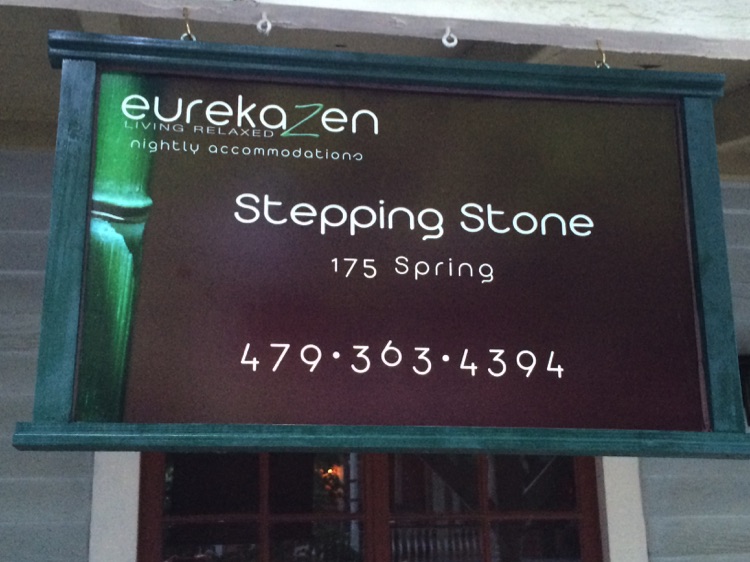 eurekaZen
LIVING RELAXED
nightly accommodations
Stepping Stone
175 Spring
479•363•4394